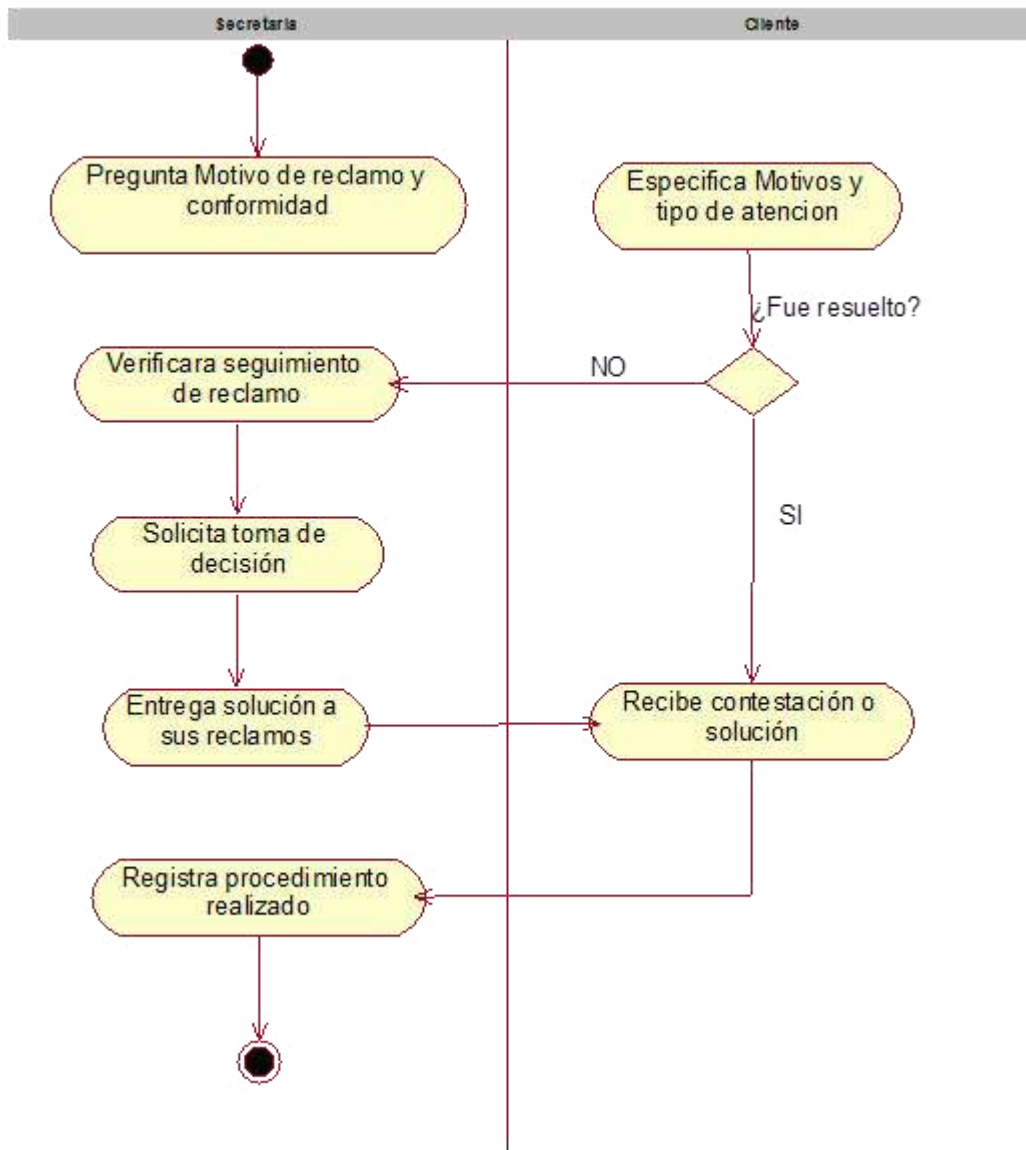 Secretaria
Cliente
Pregunta Motivo de reclamo y
conformidad
Especifica Motivos y
tipo de atencion
¿Fue resuelto?
NO
Verificara seguimiento
de reclamo
SI
Solicita toma de
decisión
Entrega solución a
sus reclamos
Recibe contestación o
solución
Registra procedimiento
realizado